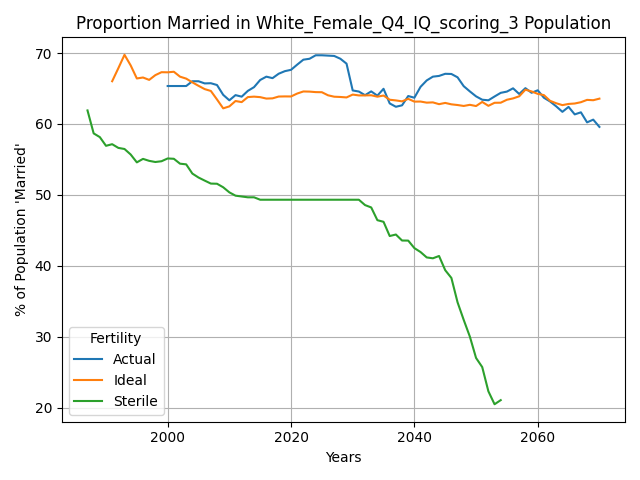 Proportion Married in White_Female_Q4_IQ_scoring_3 Population
% of Population 'Married'
70
60
50
40
30
20
Fertility
Actual
Ideal
Sterile
2000 2020 2040 2060
Years